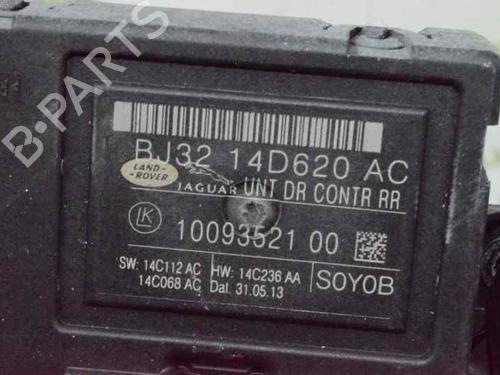 B-PARTS
BJ32 14D620 AC
LAND-ROVER
JAGUAR UNT DR CONTR RR
LK
10093521 00
SW: 14C112 AC HW: 14C236 AA
14C068 AC Dat. 31.05.13
S0Y0B